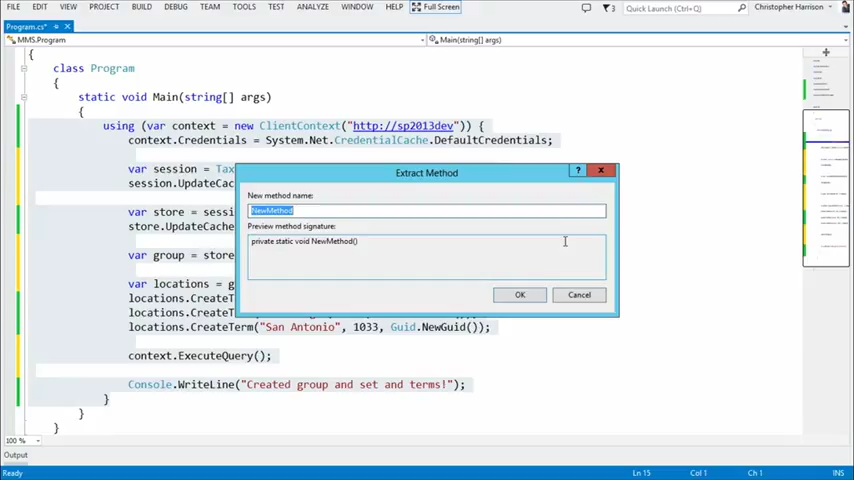 FILE EDIT VIEW PROJECT BUILD DEBUG TEAM TOOLS TEST ANALYZE WINDOW HELP Full Screen 3 Quick Launch (Ctrl+Q) Christopher Harrison
Program.cs*
MMS.Program Main(string[] args)
{
class Program
{
static void Main(string[] args)
{
using (var context = new ClientContext("http://sp2013dev")) {
context.Credentials = System.Net.CredentialCache.DefaultCredentials;
var session = Tax
session.UpdateCac
var store = sessi
store.UpdateCache
var group = store
var locations = g
locations.CreateT
locations.CreateT
locations.CreateTerm("San Antonio", 1033, Guid.NewGuid());
context.ExecuteQuery();
Console.WriteLine("Created group and set and terms!");
}
}
}
Extract Method
?
New method name:
NewMethod
Preview method signature:
private static void NewMethod()
OK Cancel
100 %
Output
Ready Ln 15 Col 1 Ch 1 INS